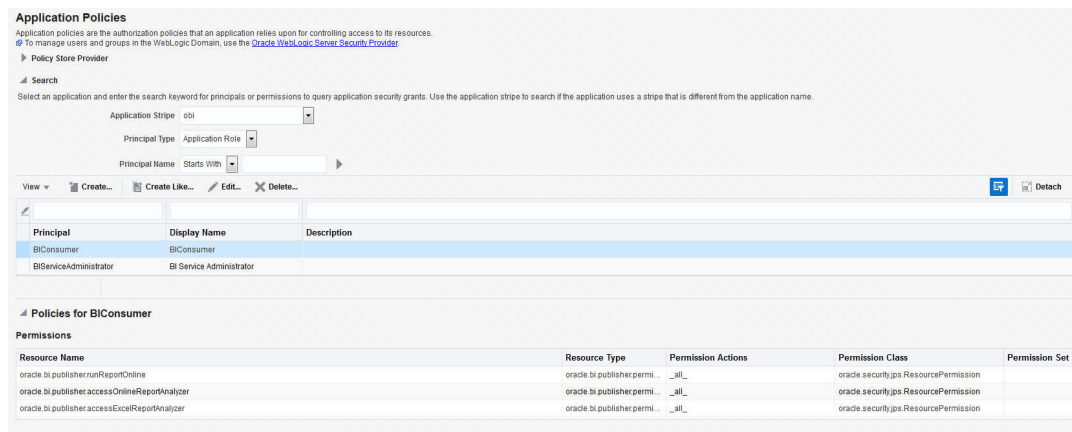 Application Policies
Application policies are the authorization policies that an application relies upon for controlling access to its resources.
To manage users and groups in the WebLogic Domain, use the Oracle WebLogic Server Security Provider.
Policy Store Provider
Search
Select an application and enter the search keyword for principals or permissions to query application security grants. Use the application stripe to search if the application uses a stripe that is different from the application name.
Application Stripe obi
Principal Type Application Role
Principal Name Starts With
View Create... Create Like... Edit... Delete... Detach
Principal Display Name Description
BIConsumer BIConsumer
BIServiceAdministrator BI Service Administrator
Policies for BIConsumer
Permissions
Resource Name Resource Type Permission Actions Permission Class Permission Set
oracle.bi.publisher.runReportOnline oracle.bi.publisher.permi... _all_ oracle.security.jps.ResourcePermission
oracle.bi.publisher.accessOnlineReportAnalyzer oracle.bi.publisher.permi... _all_ oracle.security.jps.ResourcePermission
oracle.bi.publisher.accessExcelReportAnalyzer oracle.bi.publisher.permi... _all_ oracle.security.jps.ResourcePermission